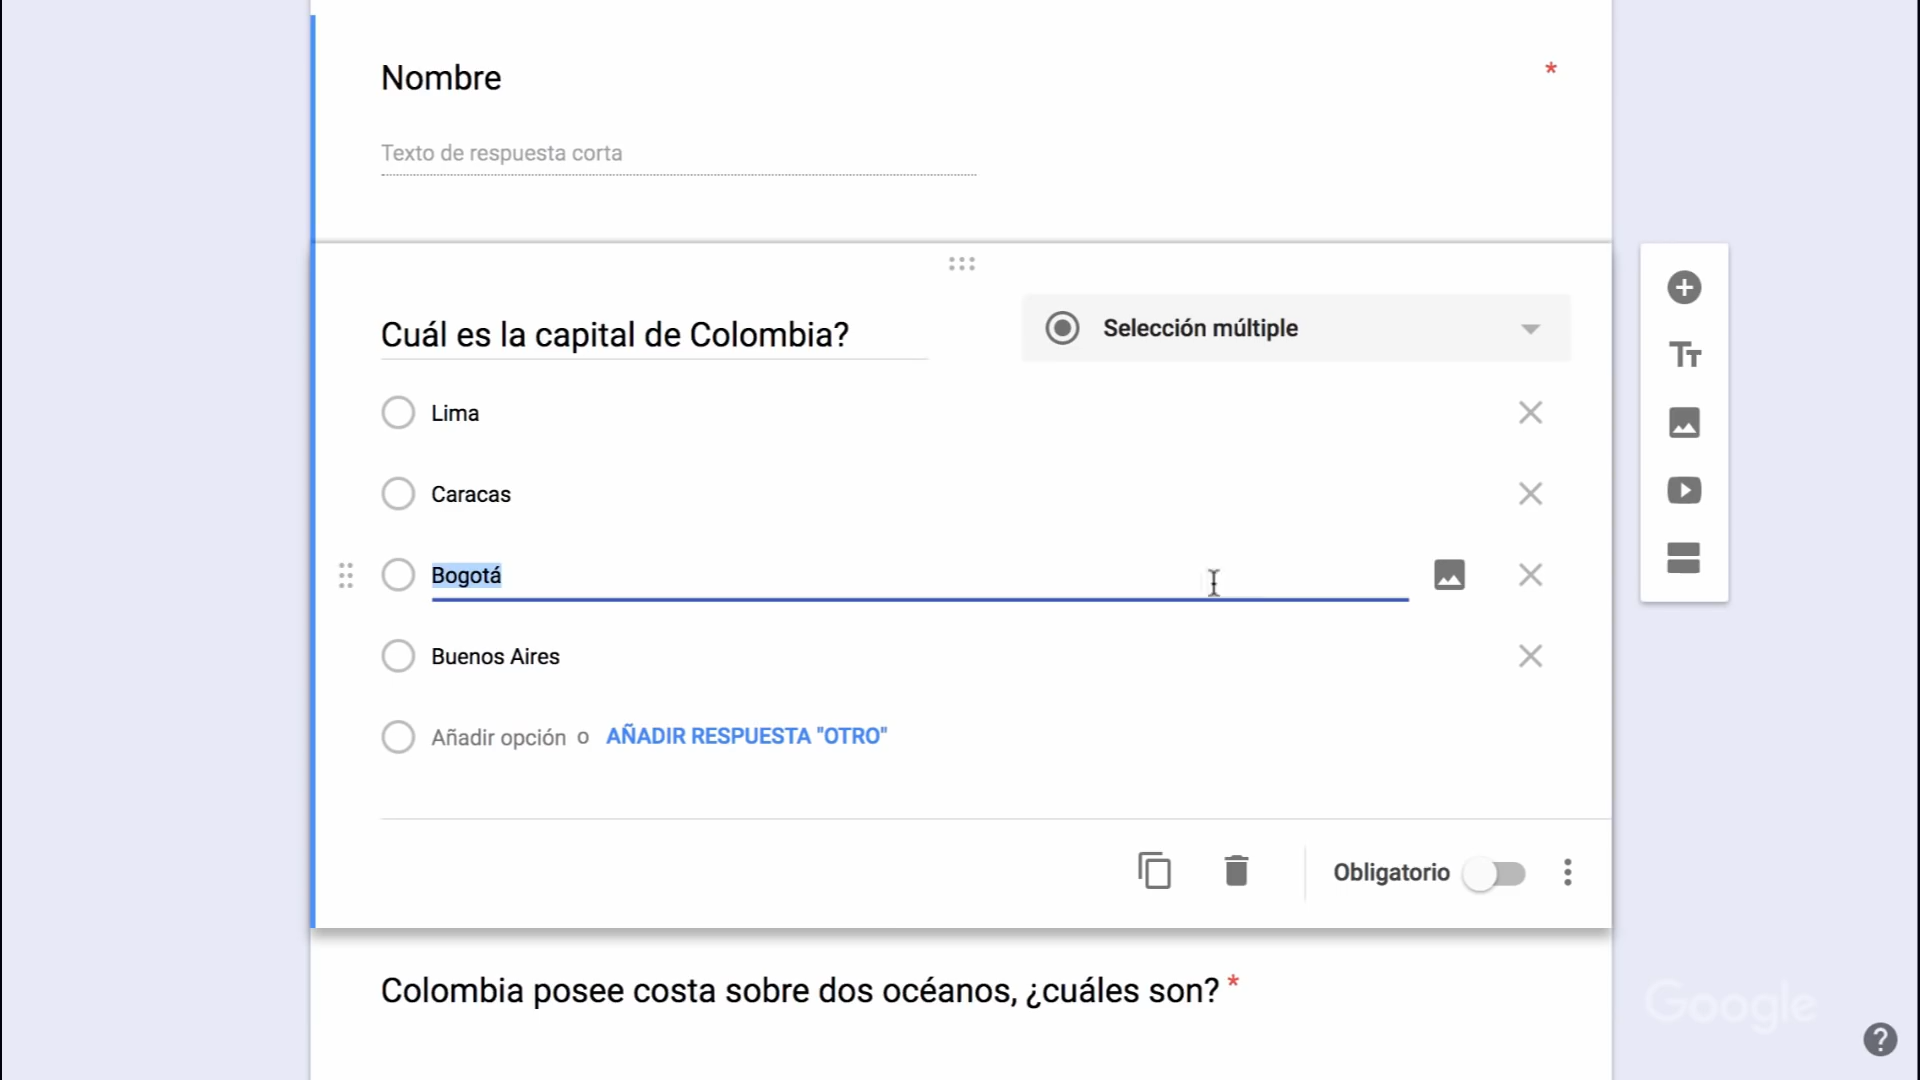 Nombre *
Texto de respuesta corta
Cuál es la capital de Colombia?
Selección múltiple
Lima
Caracas
Bogotá
Buenos Aires
Añadir opción o AÑADIR RESPUESTA "OTRO"
Obligatorio
Colombia posee costa sobre dos océanos, ¿cuáles son? *
Google